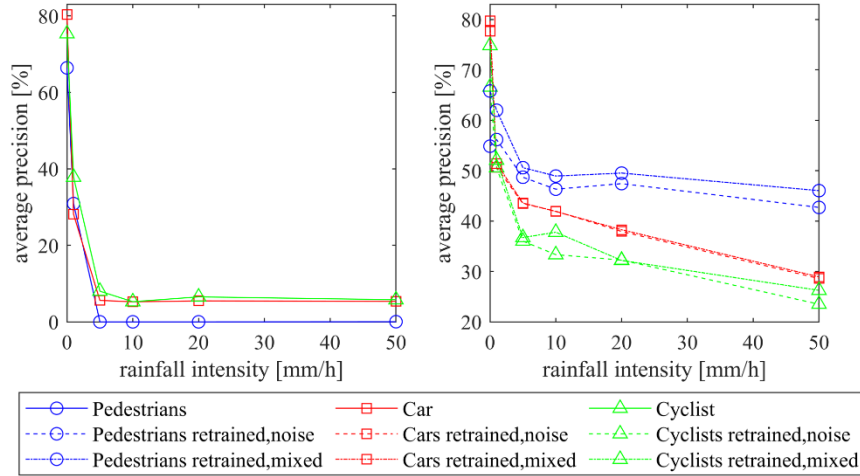 80
60
40
20
0
0 10 20 30 40 50
average precision [%]
rainfall intensity [mm/h]
80
70
60
50
40
30
20
0 10 20 30 40 50
average precision [%]
rainfall intensity [mm/h]
Pedestrians
Car
Cyclist
Pedestrians retrained,noise
Cars retrained,noise
Cyclists retrained,noise
Pedestrians retrained,mixed
Cars retrained,mixed
Cyclists retrained,mixed